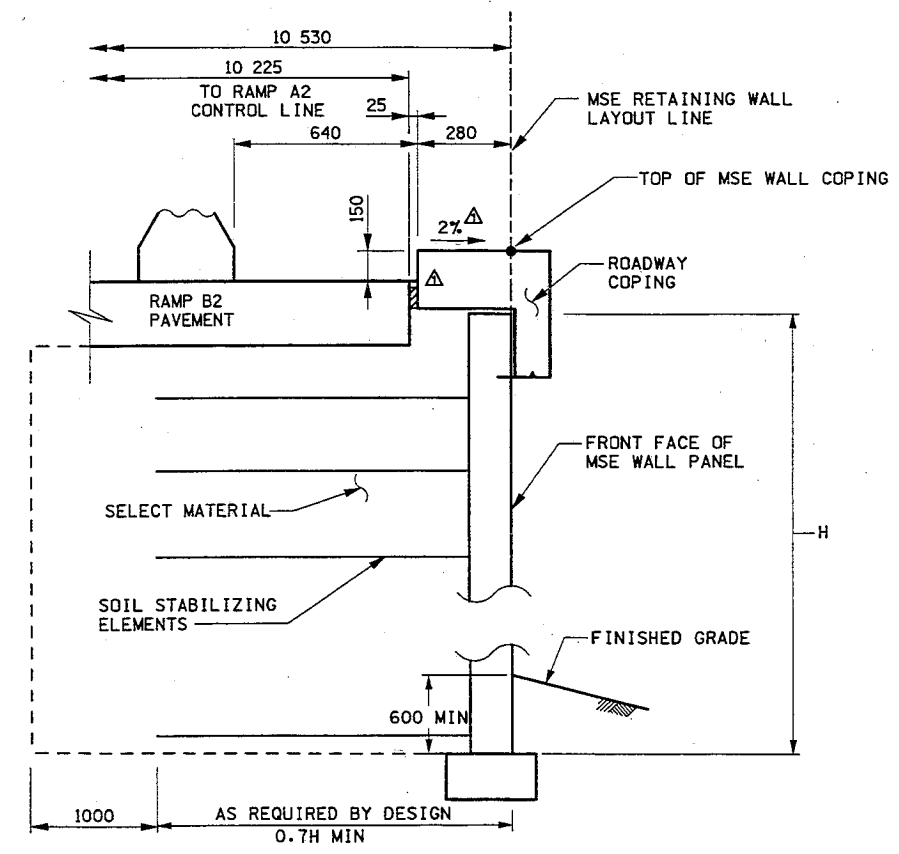 10 530
10 225
TO RAMP A2
CONTROL LINE
25
640
280
MSE RETAINING WALL
LAYOUT LINE
TOP OF MSE WALL COPING
150
2% 1
1
ROADWAY
COPING
RAMP B2
PAVEMENT
FRONT FACE OF
MSE WALL PANEL
SELECT MATERIAL
H
SOIL STABILIZING
ELEMENTS
FINISHED GRADE
600 MIN
1000
AS REQUIRED BY DESIGN
0.7H MIN